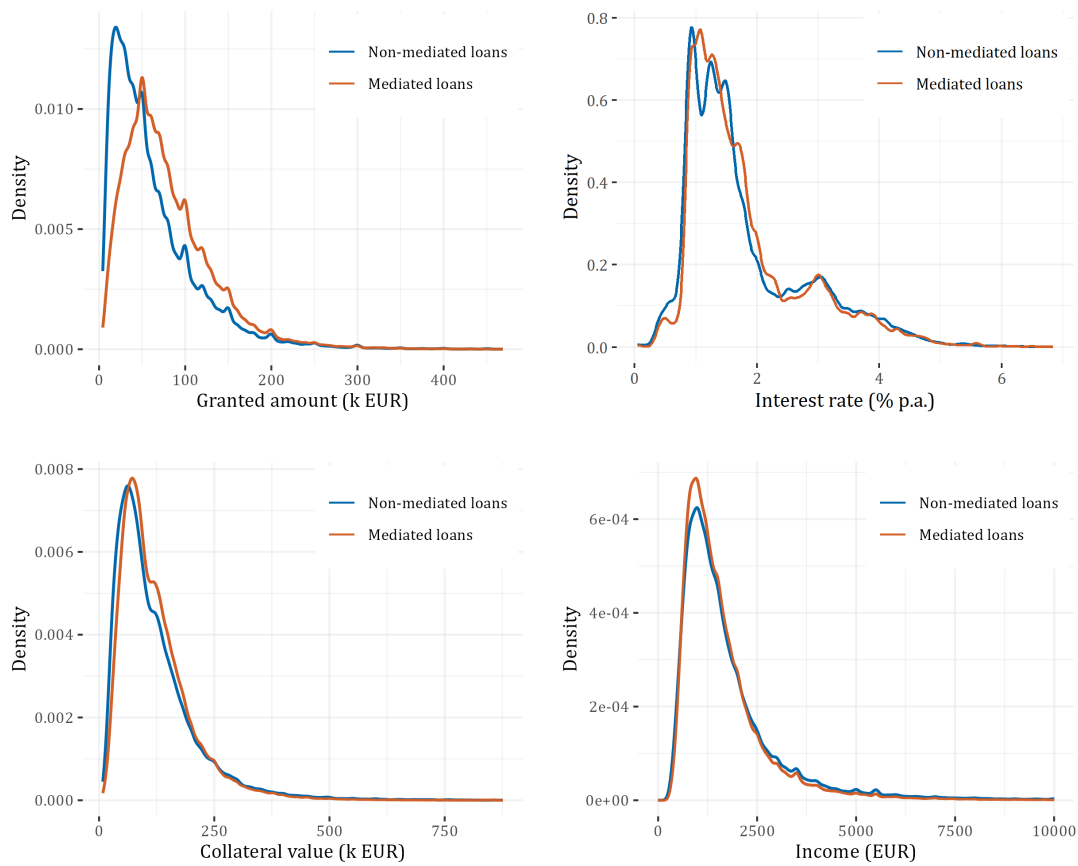 Density
0.010
0.005
0.000
Non-mediated loans
Mediated loans
0 100 200 300 400
Granted amount (k EUR)
Density
0.8
0.6
0.4
0.2
0.0
Non-mediated loans
Mediated loans
0 2 4 6
Interest rate (% p.a.)
Density
0.008
0.006
0.004
0.002
0.000
Non-mediated loans
Mediated loans
0 250 500 750
Collateral value (k EUR)
Density
6e-04
4e-04
2e-04
0e+00
Non-mediated loans
Mediated loans
0 2500 5000 7500 10000
Income (EUR)